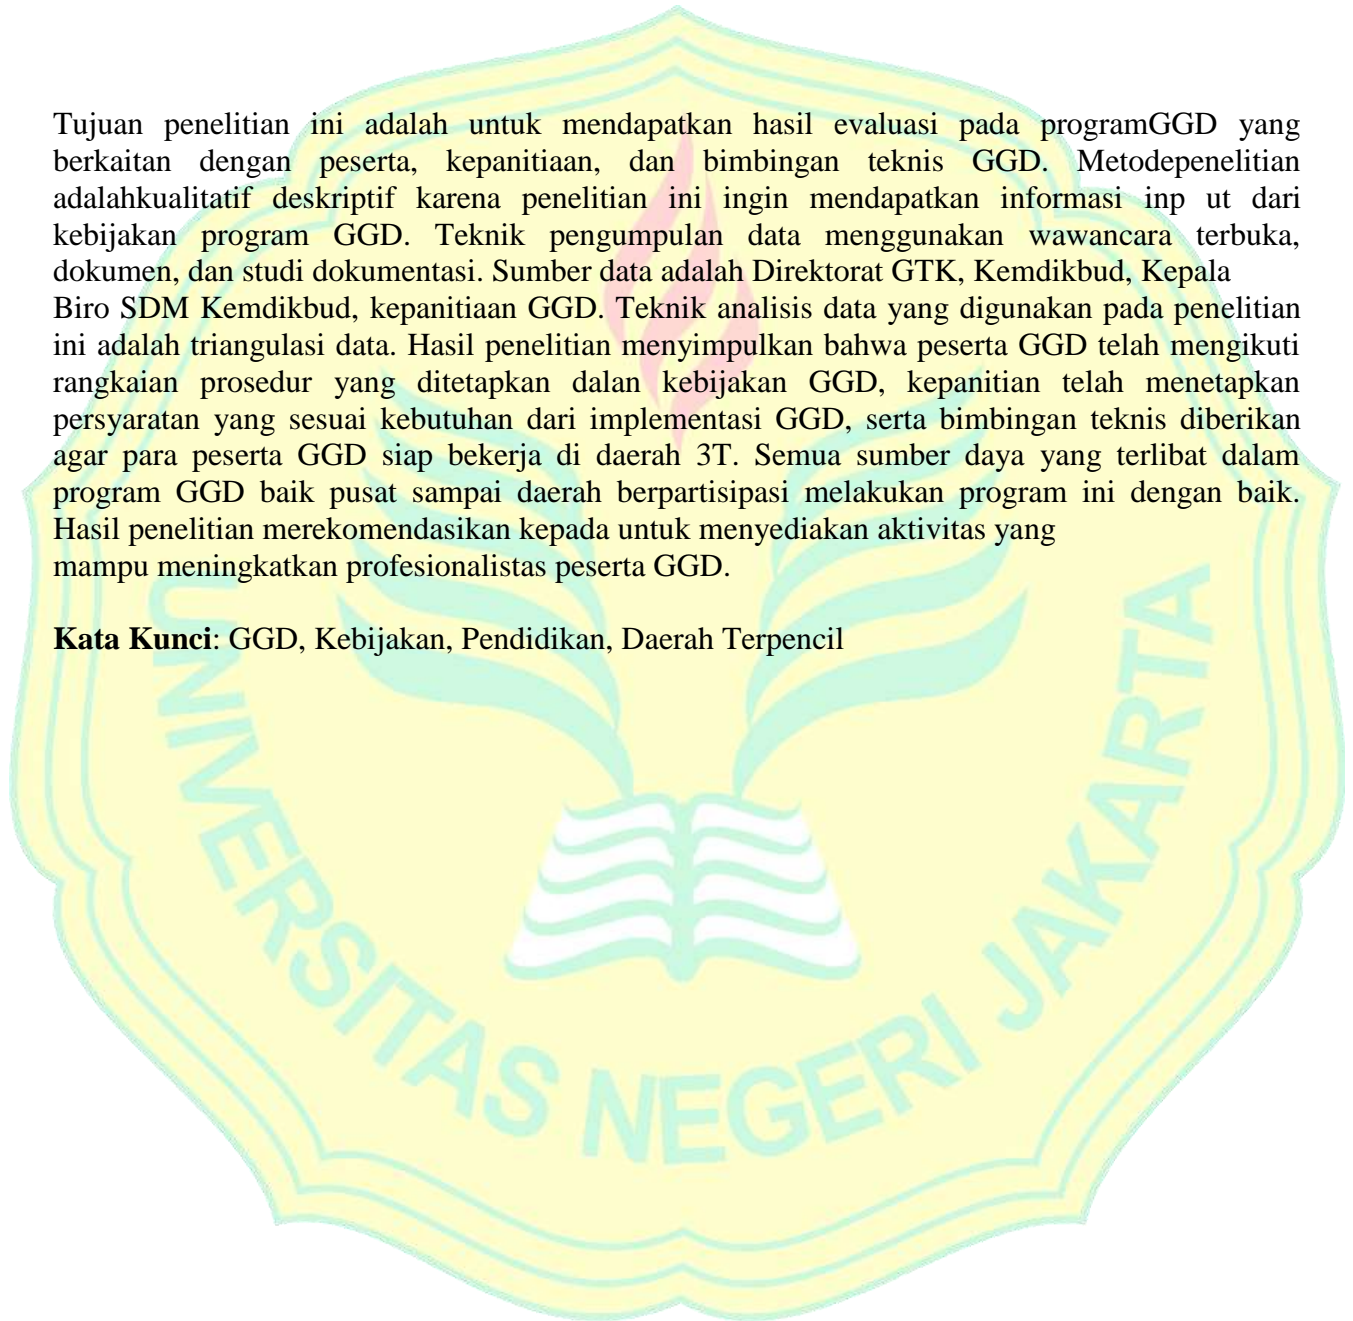 Tujuan penelitian ini adalah untuk mendapatkan hasil evaluasi pada programGGD yang
berkaitan dengan peserta, kepanitiaan, dan bimbingan teknis GGD. Metodepenelitian
adalahkualitatif deskriptif karena penelitian ini ingin mendapatkan informasi inp ut dari
kebijakan program GGD. Teknik pengumpulan data menggunakan wawancara terbuka,
dokumen, dan studi dokumentasi. Sumber data adalah Direktorat GTK, Kemdikbud, Kepala
Biro SDM Kemdikbud, kepanitiaan GGD. Teknik analisis data yang digunakan pada penelitian
ini adalah triangulasi data. Hasil penelitian menyimpulkan bahwa peserta GGD telah mengikuti
rangkaian prosedur yang ditetapkan dalan kebijakan GGD, kepanitian telah menetapkan
persyaratan yang sesuai kebutuhan dari implementasi GGD, serta bimbingan teknis diberikan
agar para peserta GGD siap bekerja di daerah 3T. Semua sumber daya yang terlibat dalam
program GGD baik pusat sampai daerah berpartisipasi melakukan program ini dengan baik.
Hasil penelitian merekomendasikan kepada untuk menyediakan aktivitas yang
mampu meningkatkan profesionalistas peserta GGD.
Kata Kunci: GGD, Kebijakan, Pendidikan, Daerah Terpencil
UNIVERSITAS NEGERI JAKARTA